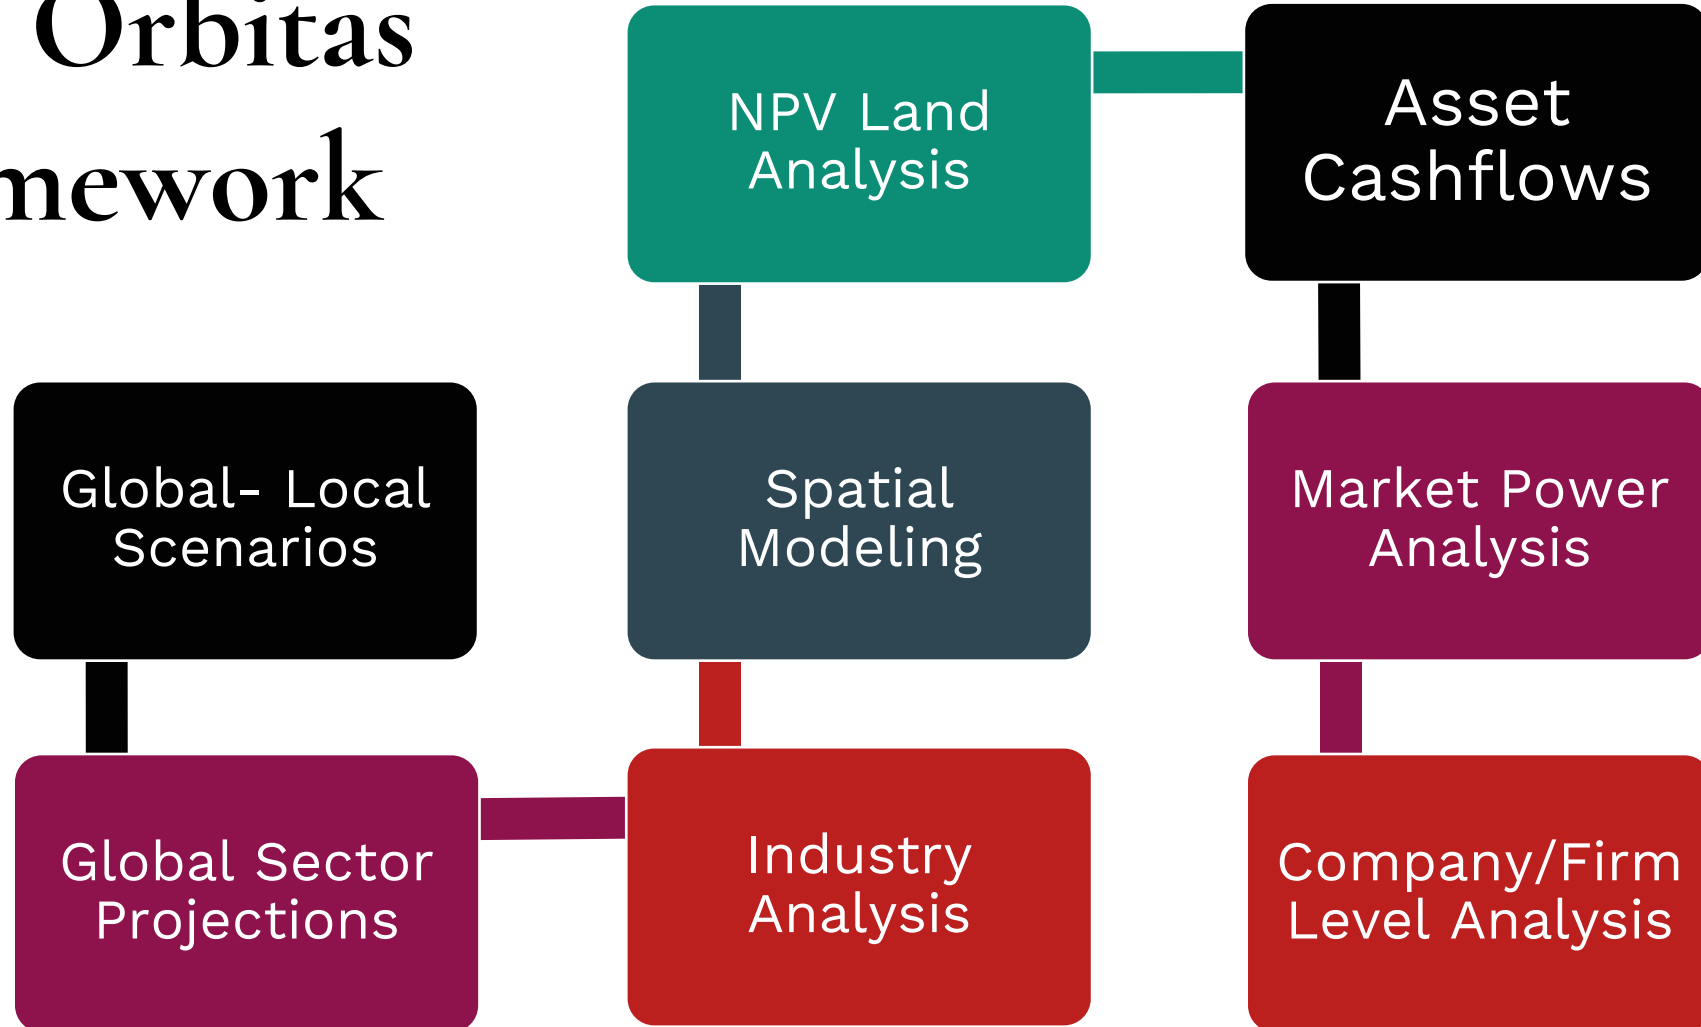 Orbitas
mework
NPV Land
Analysis
Asset
Cashflows
Global- Local
Scenarios
Spatial
Modeling
Market Power
Analysis
Global Sector
Projections
Industry
Analysis
Company/Firm
Level Analysis